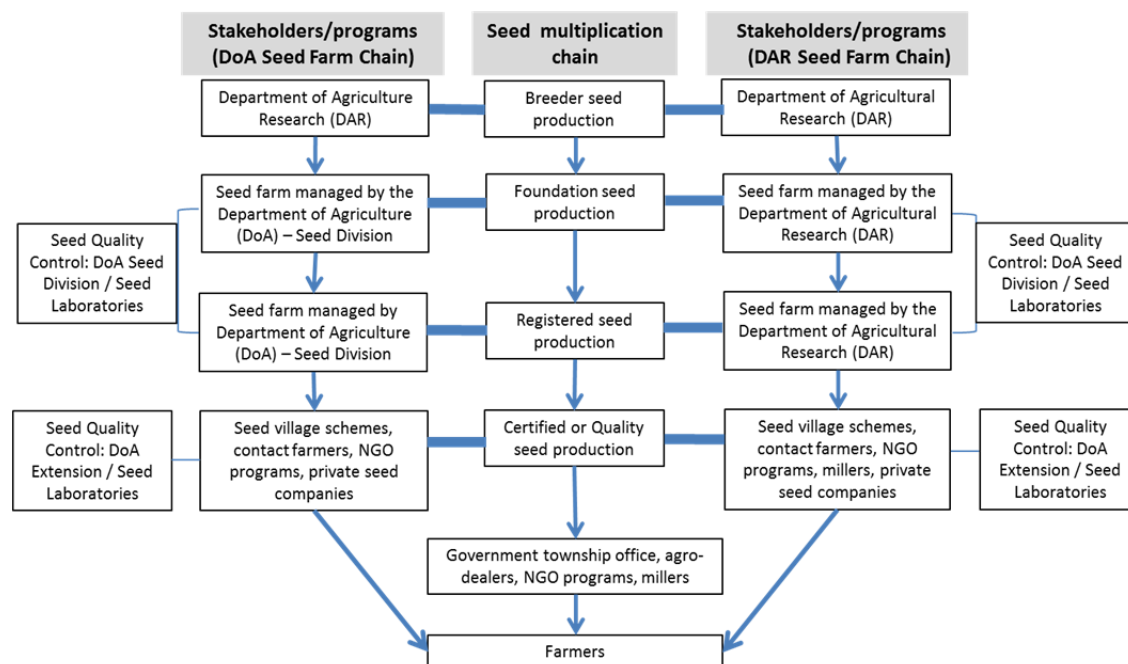 Stakeholders/programs
(DoA Seed Farm Chain)
Seed multiplication
chain
Stakeholders/programs
(DAR Seed Farm Chain)
Department of Agriculture
Research (DAR)
Breeder seed
production
Department of Agricultural
Research (DAR)
Seed farm managed by the
Department of Agriculture
(DoA) – Seed Division
Foundation seed
production
Seed farm managed by the
Department of Agricultural
Research (DAR)
Seed Quality
Control: DoA Seed
Division / Seed
Laboratories
Seed Quality
Control: DoA Seed
Division / Seed
Laboratories
Seed farm managed by
Department of Agriculture
(DoA) – Seed Division
Registered seed
production
Seed farm managed by the
Department of Agricultural
Research (DAR)
Seed Quality
Control: DoA
Extension / Seed
Laboratories
Seed village schemes,
contact farmers, NGO
programs, private seed
companies
Certified or Quality
seed production
Seed village schemes,
contact farmers, NGO
programs, millers, private
seed companies
Seed Quality
Control: DoA
Extension / Seed
Laboratories
Government township office, agro-
dealers, NGO programs, millers
Farmers